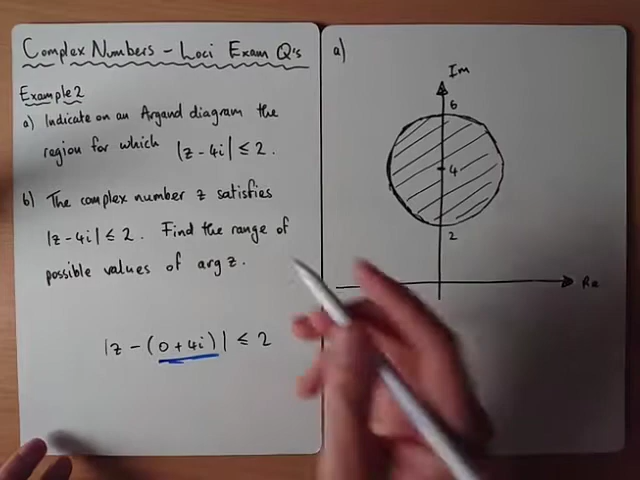 Complex Numbers - Loci Exam Q's
Example 2
a) Indicate on an Argand diagram the
region for which |z - 4i| ≤ 2.
b) The complex number z satisfies
|z - 4i| ≤ 2. Find the range of
possible values of arg z.
|z - (0 + 4i)| ≤ 2
a)
Im
6
4
2
Re